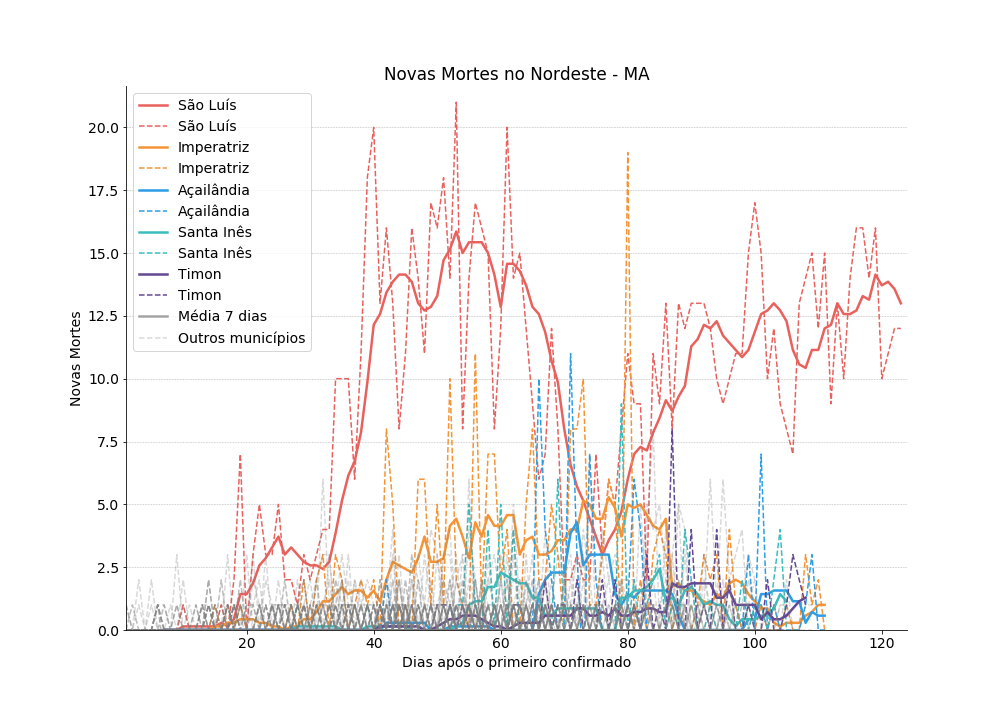 Novas Mortes no Nordeste - MA
São Luís
São Luís
Imperatriz
Imperatriz
Açailândia
Açailândia
Santa Inês
Santa Inês
Timon
Timon
Média 7 dias
Outros municípios
Novas Mortes
20.0
17.5
15.0
12.5
10.0
7.5
5.0
2.5
0.0
20
40
60
80
100
120
Dias após o primeiro confirmado